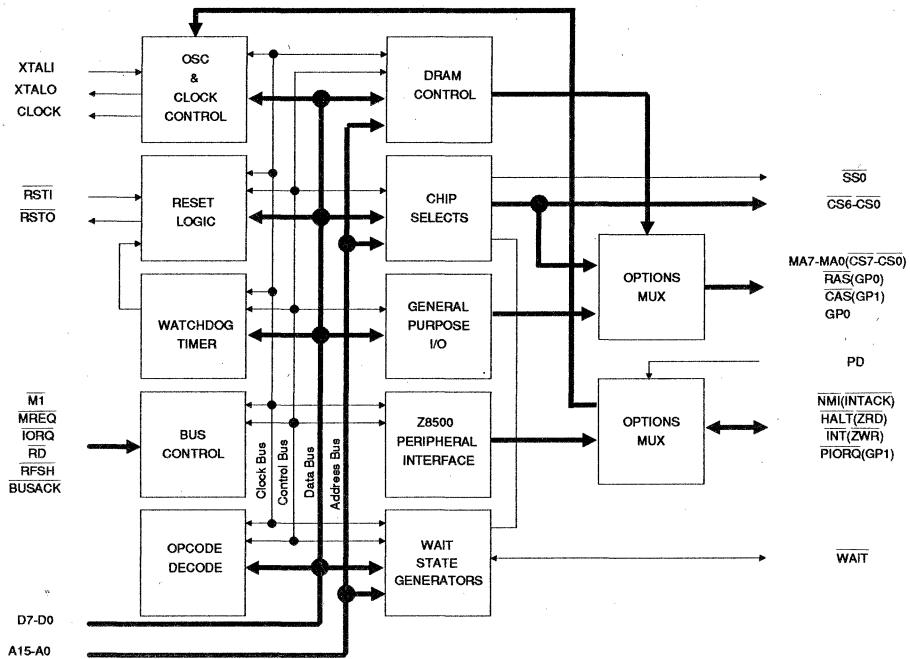 XTALI
XTALO
CLOCK
OSC
&
CLOCK
CONTROL
DRAM
CONTROL
RSTI
RSTO
RESET
LOGIC
CHIP
SELECTS
SS0
CS6-CS0
WATCHDOG
TIMER
GENERAL
PURPOSE
I/O
OPTIONS
MUX
MA7-MA0(CS7-CS0)
RAS(GP0)
CAS(GP1)
GP0
PD
M1
MREQ
IORQ
RD
RFSH
BUSACK
BUS
CONTROL
Clock Bus
Control Bus
Data Bus
Address Bus
Z8500
PERIPHERAL
INTERFACE
OPTIONS
MUX
NMI(INTACK)
HALT(ZRD)
INT(ZWR)
PIORQ(GP1)
OPCODE
DECODE
WAIT
STATE
GENERATORS
WAIT
D7-D0
A15-A0